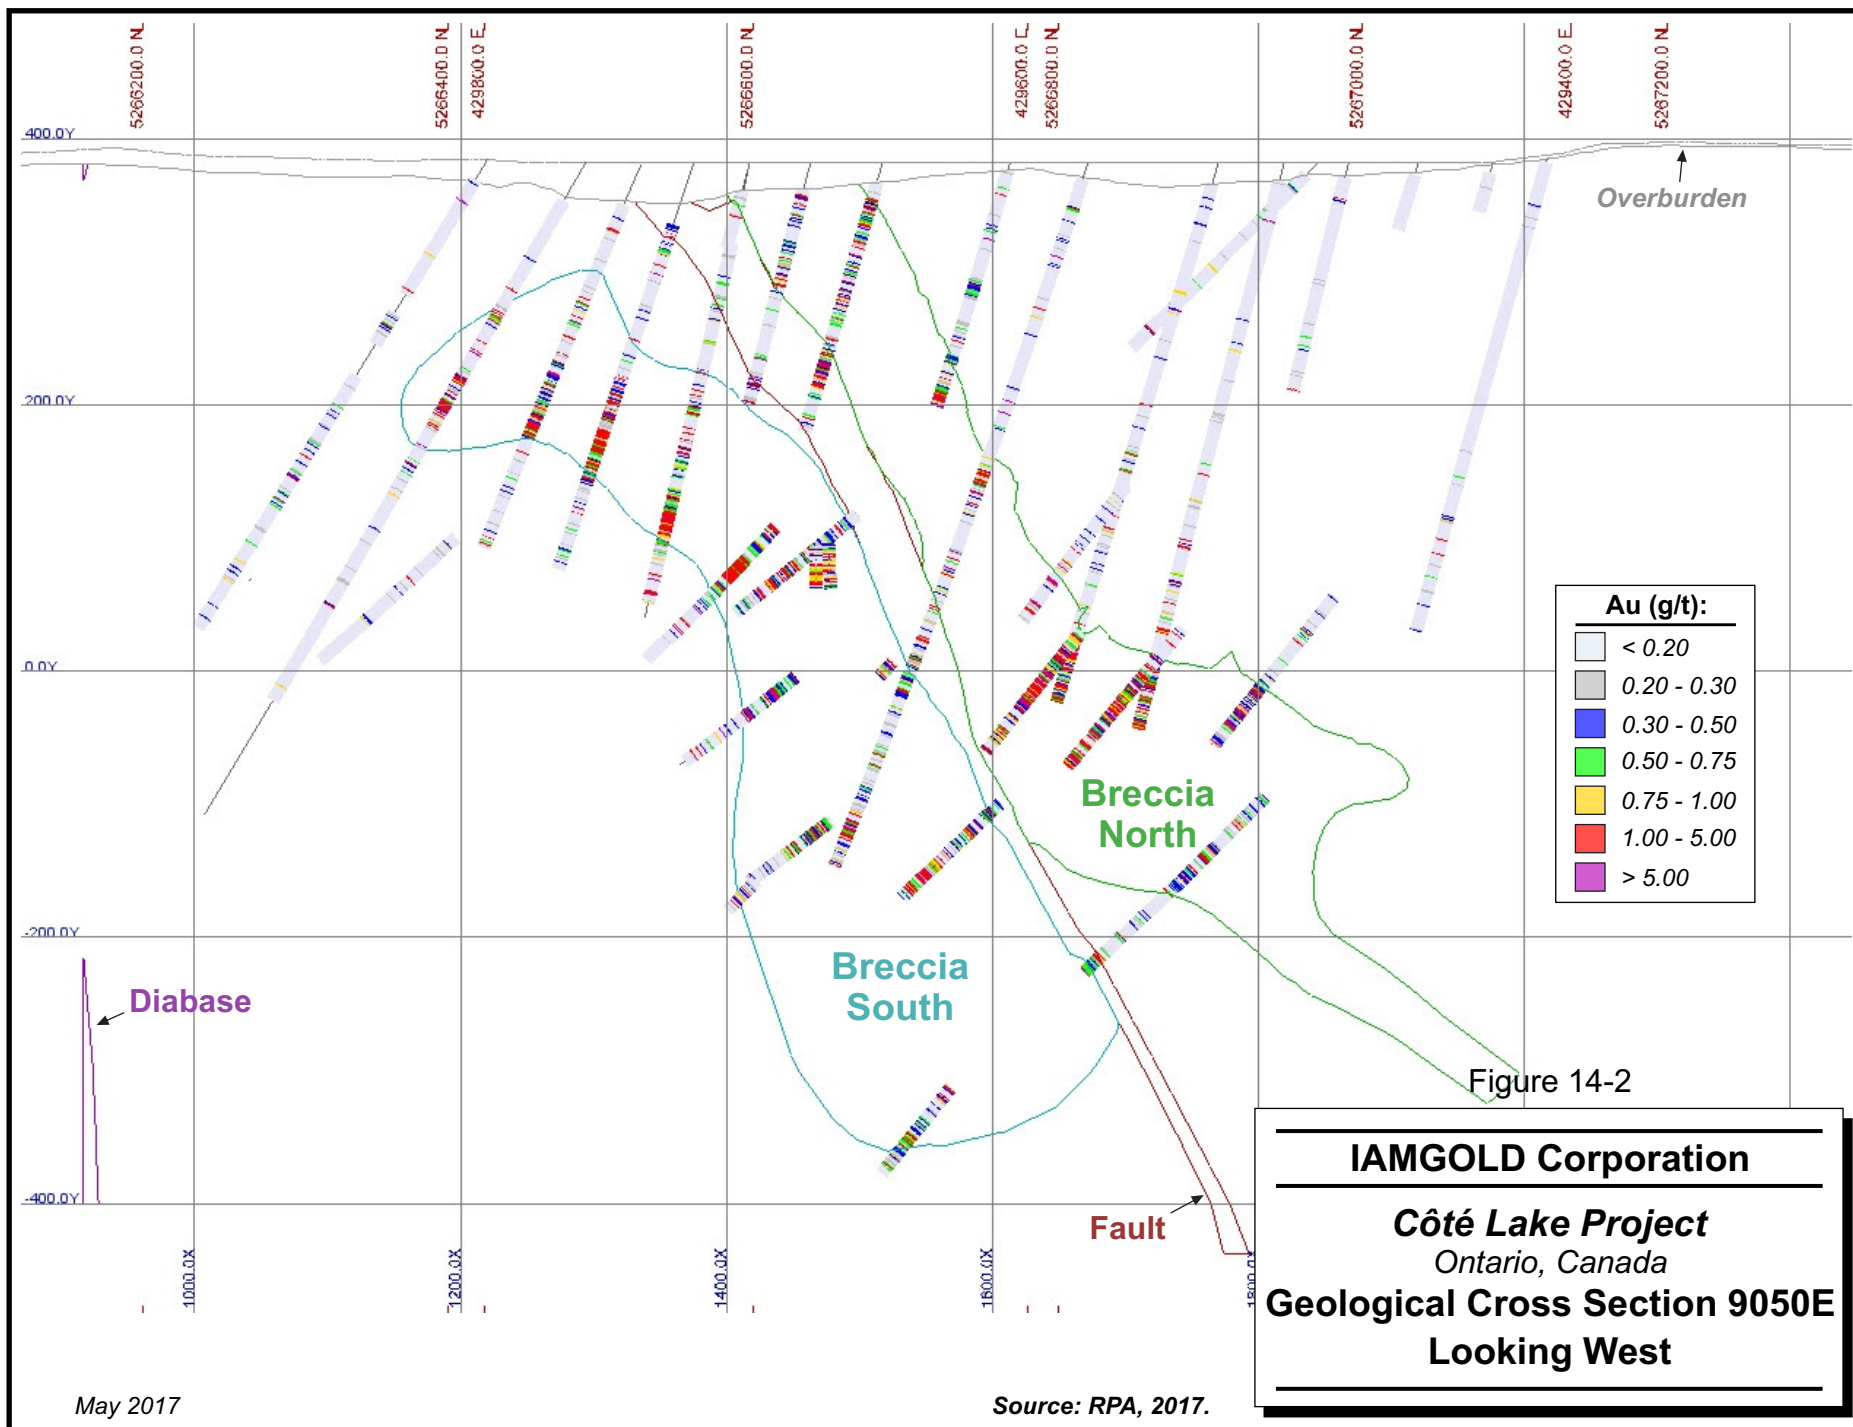 5266200.0 N
5266400.0 N
429800.0 E
5266600.0 N
429600.0 E
5266800.0 N
5267000.0 N
429400.0 E
5267200.0 N
400.0Y
Overburden
200.0Y
0.0Y
Au (g/t):
< 0.20
0.20 - 0.30
0.30 - 0.50
0.50 - 0.75
0.75 - 1.00
1.00 - 5.00
> 5.00
Breccia
North
-200.0Y
Breccia
South
Diabase
Figure 14-2
-400.0Y
Fault
1000.0X
1200.0X
1400.0X
1600.0X
IAMGOLD Corporation
Côté Lake Project
Ontario, Canada
Geological Cross Section 9050E
Looking West
May 2017
Source: RPA, 2017.